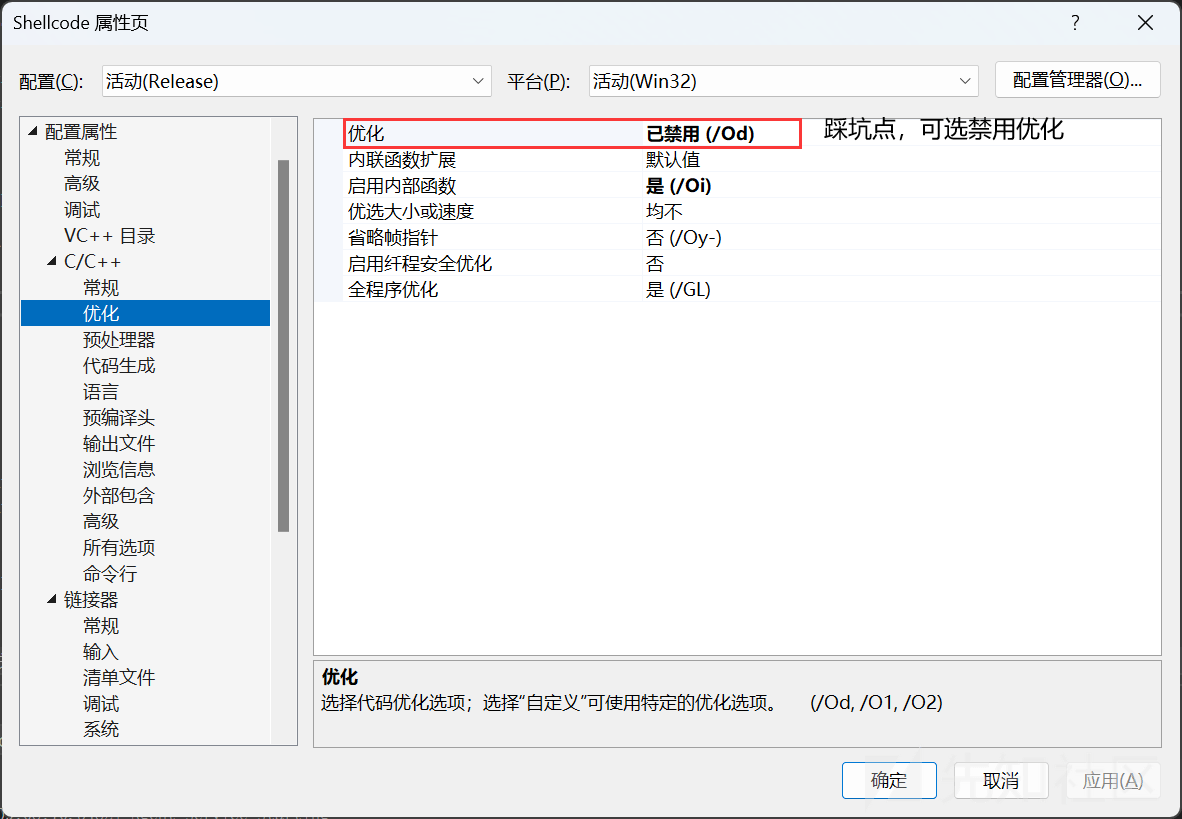 Shellcode 属性页
?
配置(C):
活动(Release)
平台(P):
活动(Win32)
配置管理器(O)...
配置属性
常规
高级
调试
VC++ 目录
C/C++
常规
优化
预处理器
代码生成
语言
预编译头
输出文件
浏览信息
外部包含
高级
所有选项
命令行
链接器
常规
输入
清单文件
调试
系统
优化 已禁用 (/Od) 踩坑点，可选禁用优化
内联函数扩展 默认值
启用内部函数 是 (/Oi)
优选大小或速度 均不
省略帧指针 否 (/Oy-)
启用纤程安全优化 否
全程序优化 是 (/GL)
优化
选择代码优化选项；选择“自定义”可使用特定的优化选项。 (/Od, /O1, /O2)
确定
取消
应用(A)
先知社区